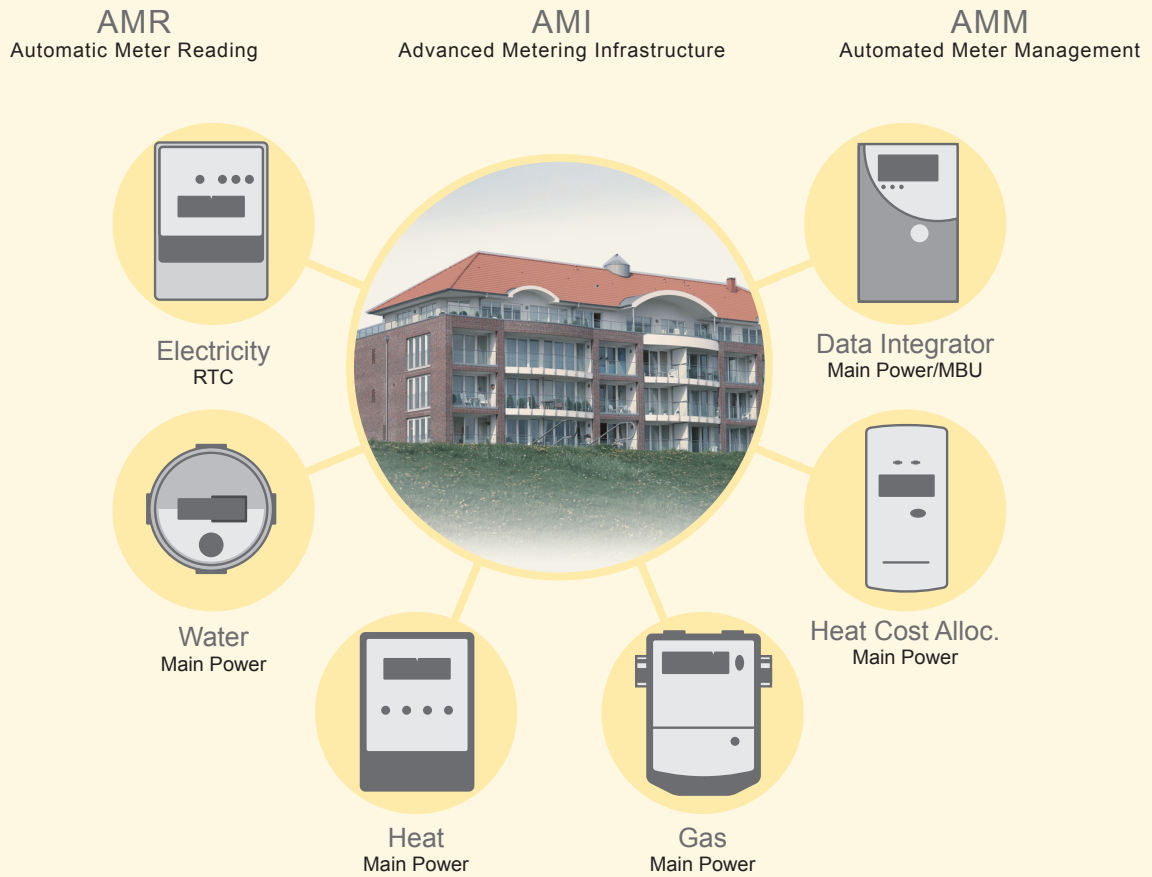 AMR
Automatic Meter Reading
AMI
Advanced Metering Infrastructure
AMM
Automated Meter Management
Electricity
RTC
Data Integrator
Main Power/MBU
Water
Main Power
Heat Cost Alloc.
Main Power
Heat
Main Power
Gas
Main Power